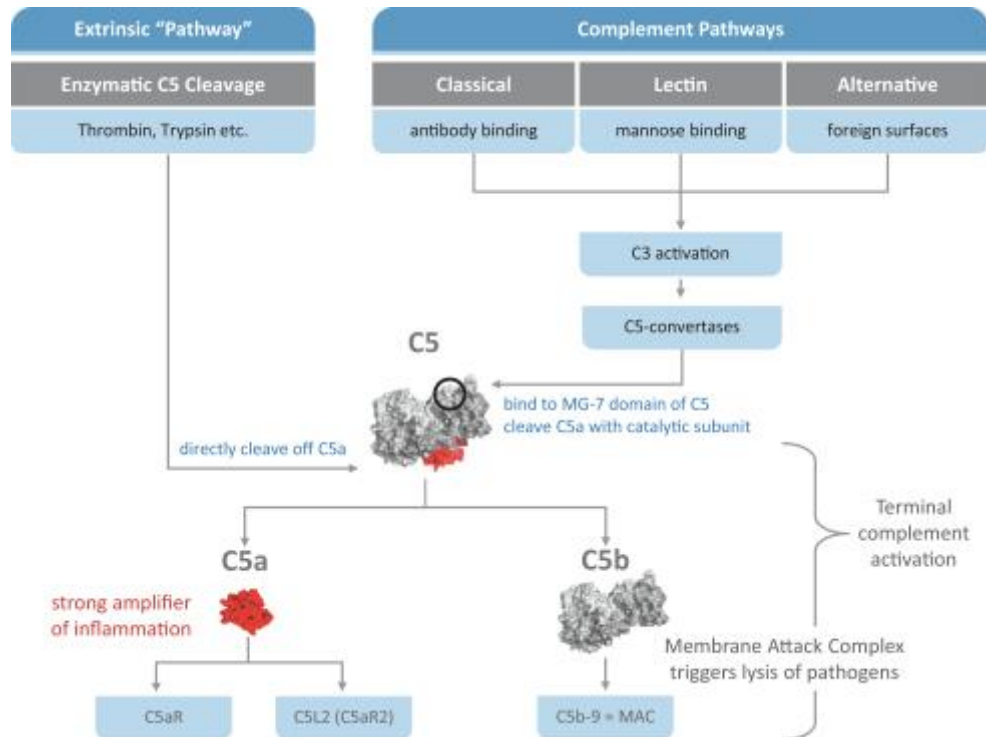 Extrinsic “Pathway”
Complement Pathways
Enzymatic C5 Cleavage
Classical
Lectin
Alternative
Thrombin, Trypsin etc.
antibody binding
mannose binding
foreign surfaces
C3 activation
C5-convertases
C5
bind to MG-7 domain of C5
cleave C5a with catalytic subunit
directly cleave off C5a
Terminal
complement
activation
C5a
C5b
strong amplifier
of inflammation
Membrane Attack Complex
triggers lysis of pathogens
C5aR
C5L2 (C5aR2)
C5b-9 = MAC